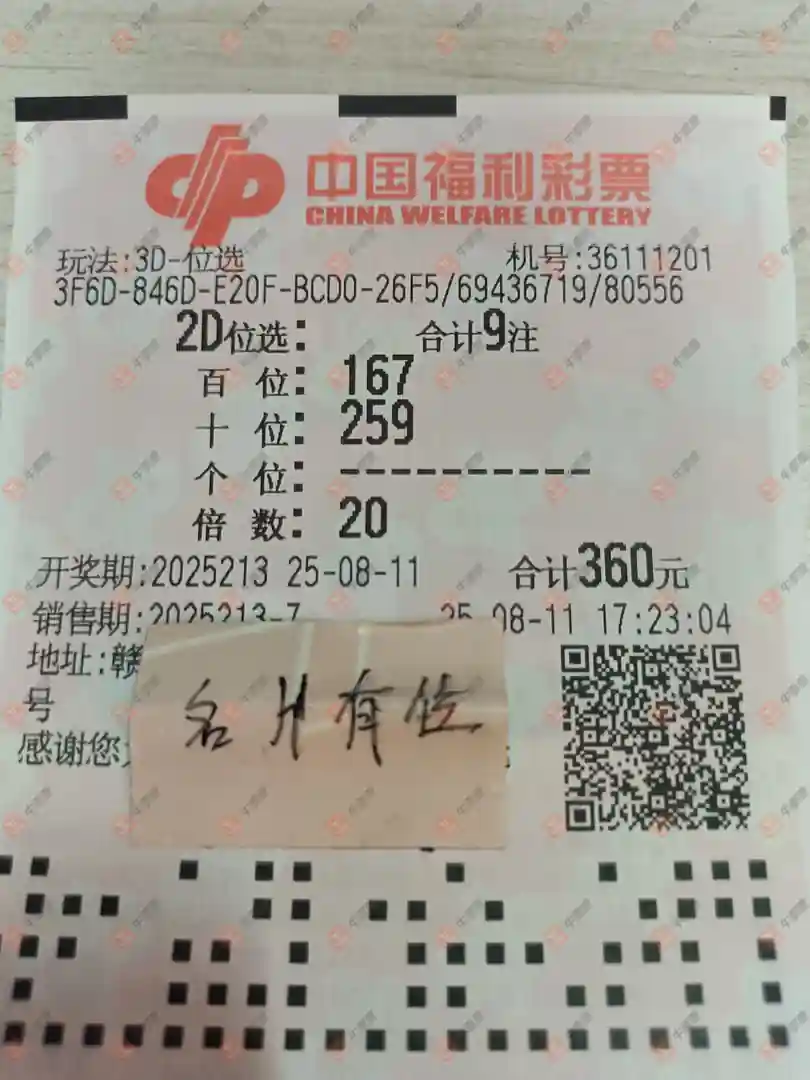 中国福利彩票
CHINA WELFARE LOTTERY
玩法:3D-位选 机号:36111201
3F6D-846D-E20F-BCD0-26F5/69436719/80556
2D位选: 合计9注
百 位: 167
十 位: 259
个 位: ----------
倍 数: 20
开奖期:2025213 25-08-11 合计360元
销售期:2025213-7 25-08-11 17:23:04
地址:赣
号
感谢您
名片有位